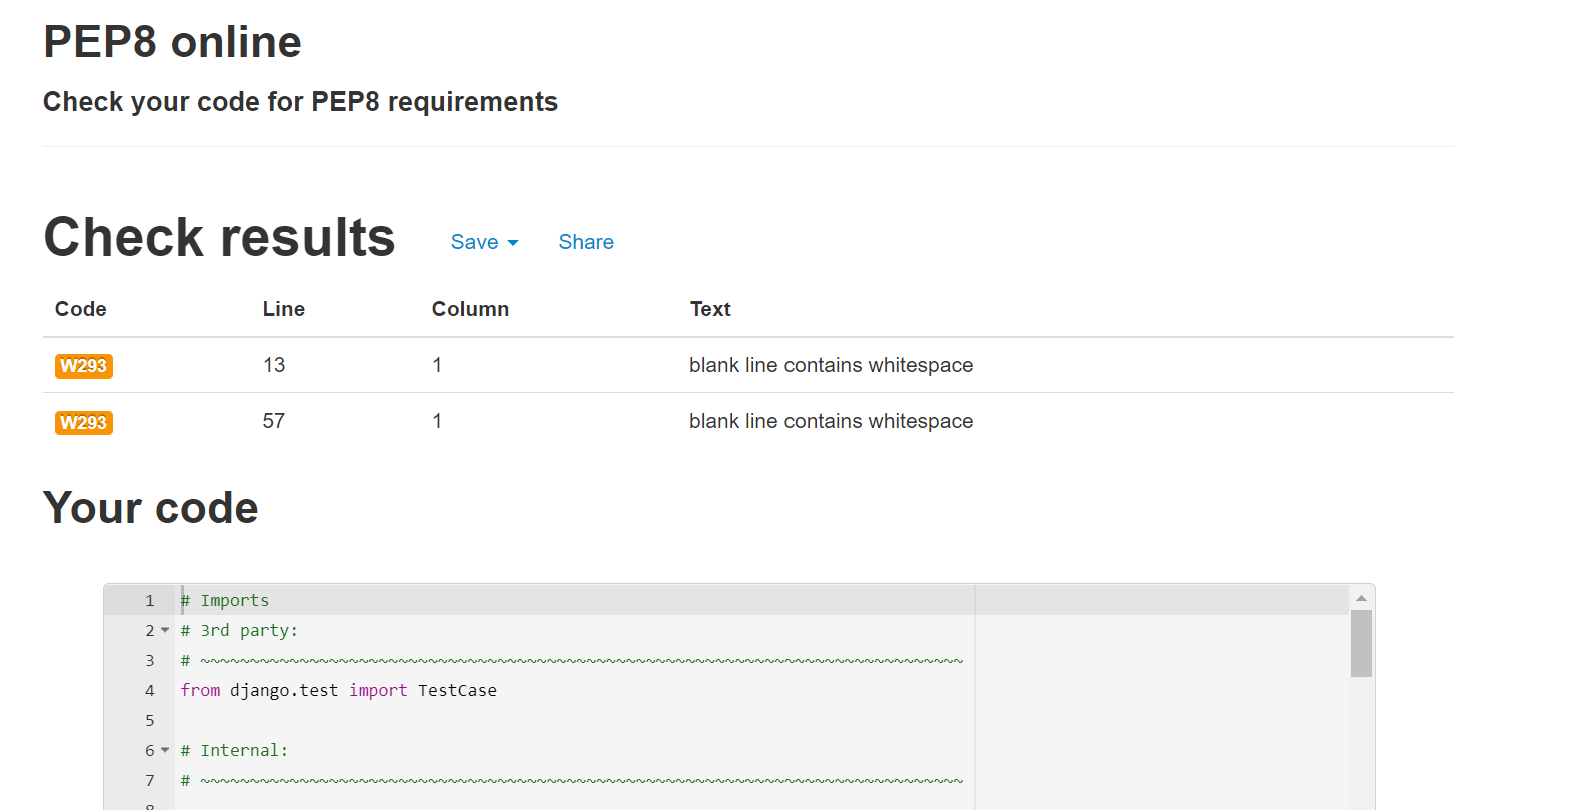 PEP8 online
Check your code for PEP8 requirements
Check results Save Share
Code Line Column Text
W293 13 1 blank line contains whitespace
W293 57 1 blank line contains whitespace
Your code
1 # Imports
2 # 3rd party:
3 # ~~~~~~~~~~~~~~~~~~~~~~~~~~~~~~~~~~~~~~~~~~~~~~~~~~~~~~~~~~~~~~~~~~~~~~~~~~~~~
4 from django.test import TestCase
5
6 # Internal:
7 # ~~~~~~~~~~~~~~~~~~~~~~~~~~~~~~~~~~~~~~~~~~~~~~~~~~~~~~~~~~~~~~~~~~~~~~~~~~~~~